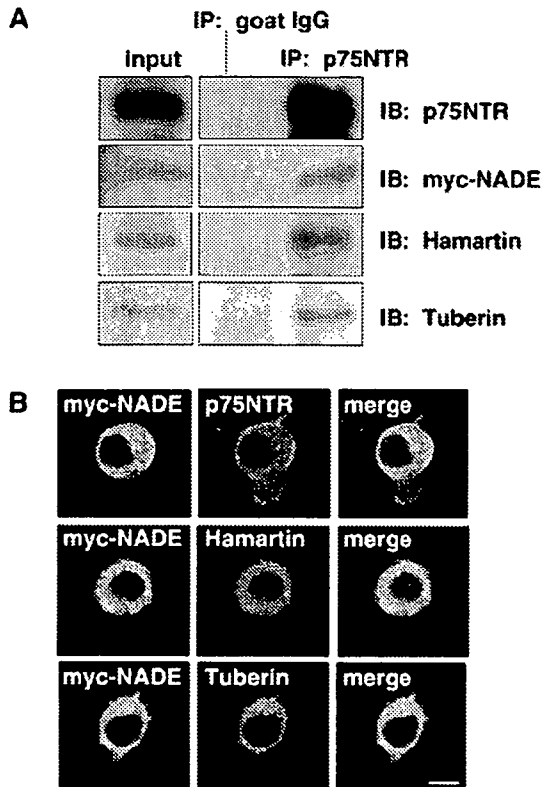 A
IP: goat IgG
input
IP: p75NTR
IB: p75NTR
IB: myc-NADE
IB: Hamartin
IB: Tuberin
B
myc-NADE
p75NTR
merge
myc-NADE
Hamartin
merge
myc-NADE
Tuberin
merge